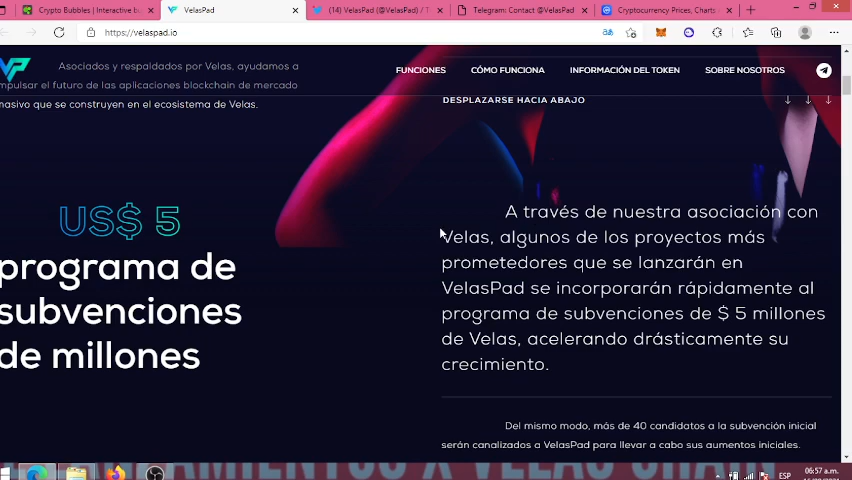 Crypto Bubbles | Interactive bu
VelasPad
(14) VelasPad (@VelasPad) / T
Telegram: Contact @VelasPad
Cryptocurrency Prices, Charts
https://velaspad.io
VP
Asociados y respaldados por Velas, ayudamos a
mpulsar el futuro de las aplicaciones blockchain de mercado
masivo que se construyen en el ecosistema de Velas.
FUNCIONES
CÓMO FUNCIONA
INFORMACIÓN DEL TOKEN
SOBRE NOSOTROS
DESPLAZARSE HACIA ABAJO
US$ 5
programa de
subvenciones
de millones
A través de nuestra asociación con
Velas, algunos de los proyectos más
prometedores que se lanzarán en
VelasPad se incorporarán rápidamente al
programa de subvenciones de $ 5 millones
de Velas, acelerando drásticamente su
crecimiento.
Del mismo modo, más de 40 candidatos a la subvención inicial
serán canalizados a VelasPad para llevar a cabo sus aumentos iniciales.
X VELAS CHAIN
ESP
06:57 a.m.